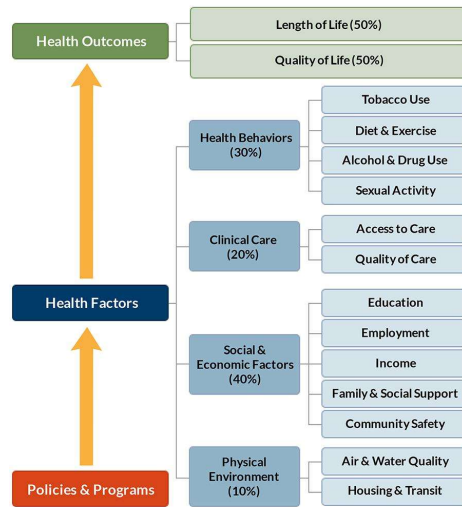 Health Outcomes
Length of Life (50%)
Quality of Life (50%)
Health Factors
Health Behaviors
(30%)
Tobacco Use
Diet & Exercise
Alcohol & Drug Use
Sexual Activity
Clinical Care
(20%)
Access to Care
Quality of Care
Social &
Economic Factors
(40%)
Education
Employment
Income
Family & Social Support
Community Safety
Physical
Environment
(10%)
Air & Water Quality
Housing & Transit
Policies & Programs